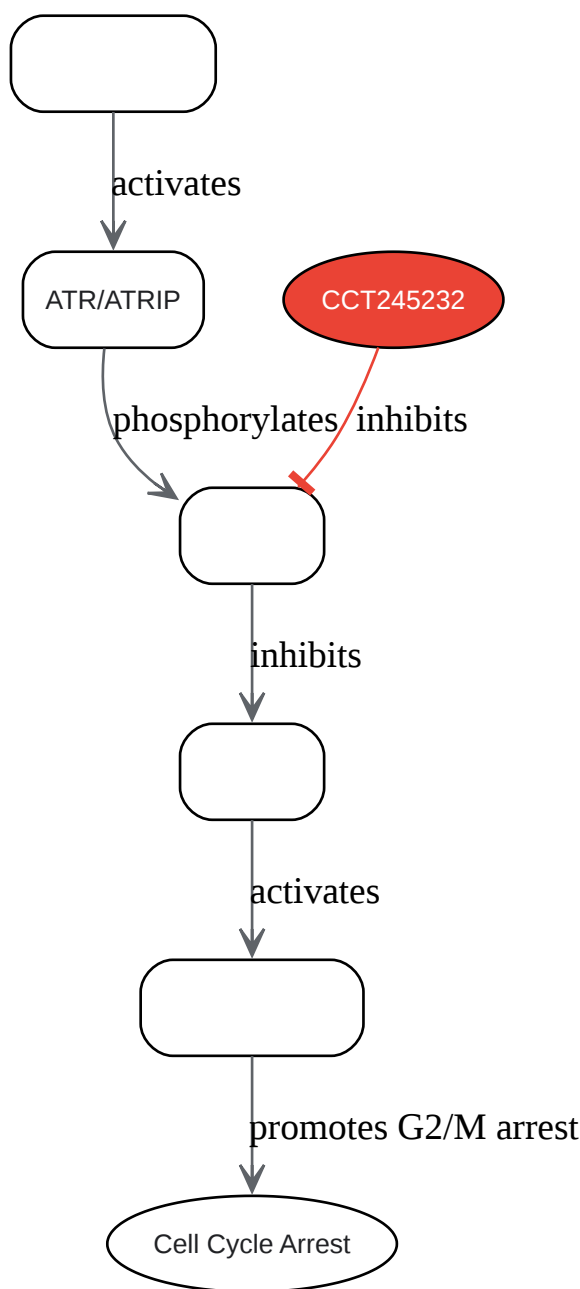 activates
ATR/ATRIP
CCT245232
phosphorylates
inhibits
inhibits
activates
promotes G2/M arrest
Cell Cycle Arrest